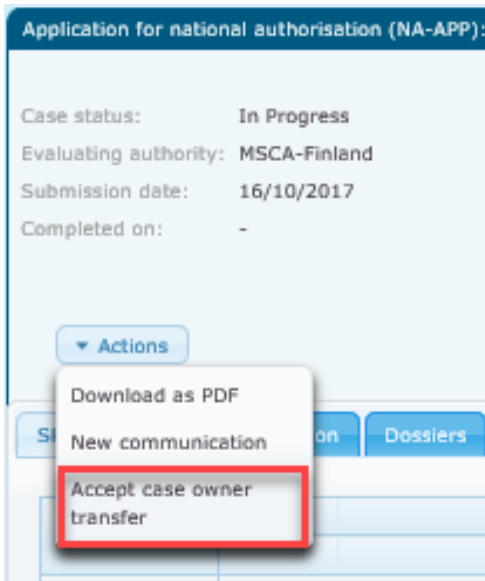 Application for national authorisation (NA-APP):
Case status: In Progress
Evaluating authority: MSCA-Finland
Submission date: 16/10/2017
Completed on: -
Actions
Download as PDF
New communication
on Dossiers
Accept case owner
transfer